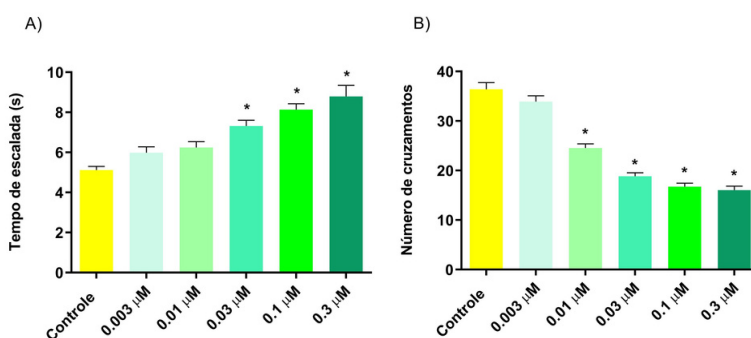 A)
Tempo de escalada (s)
10
8
6
4
2
0
*
*
*
Controle
0.003 µM
0.01 µM
0.03 µM
0.1 µM
0.3 µM
B)
Número de cruzamentos
40
30
20
10
0
*
*
*
*
Controle
0.003 µM
0.01 µM
0.03 µM
0.1 µM
0.3 µM